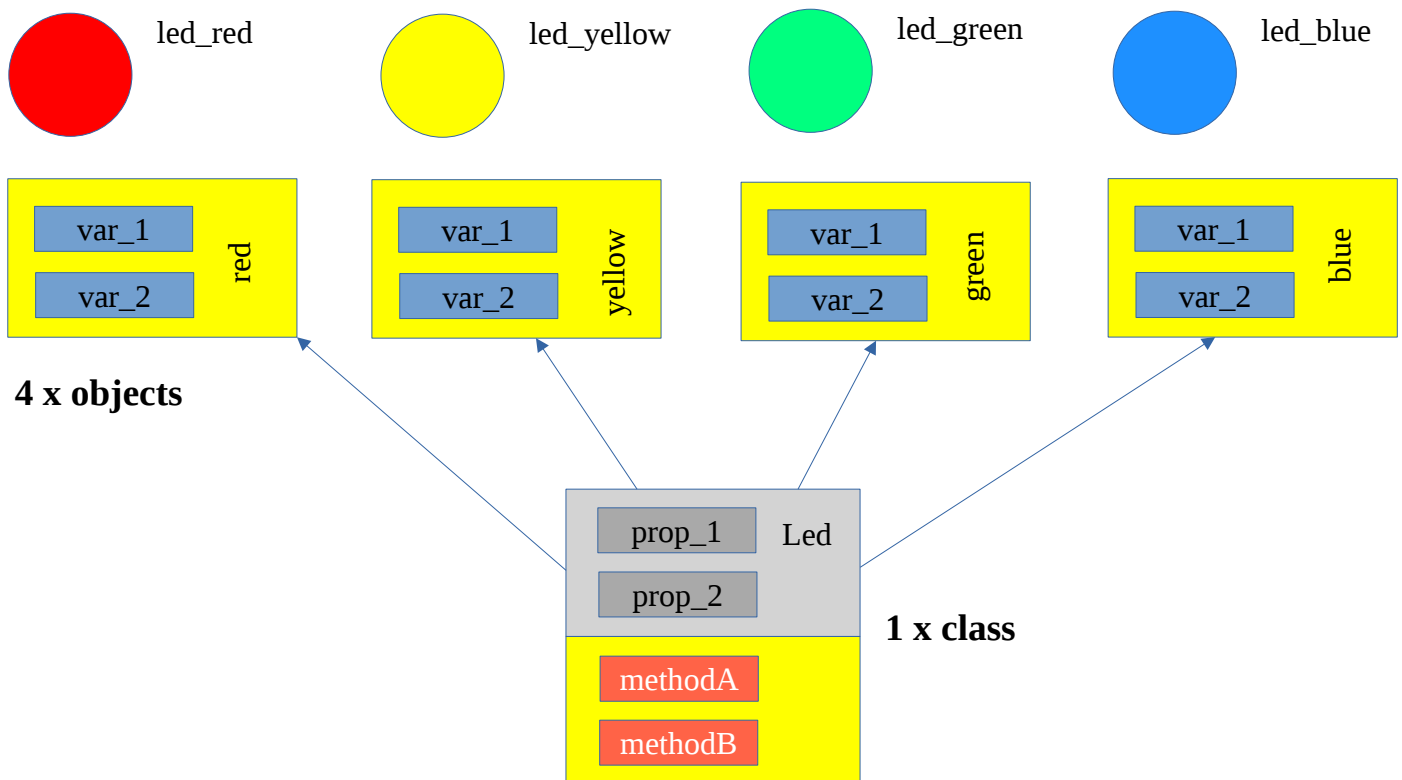 led_red
led_yellow
led_green
led_blue
var_1
var_2
red
var_1
var_2
yellow
var_1
var_2
green
var_1
var_2
blue
4 x objects
prop_1
Led
prop_2
1 x class
methodA
methodB